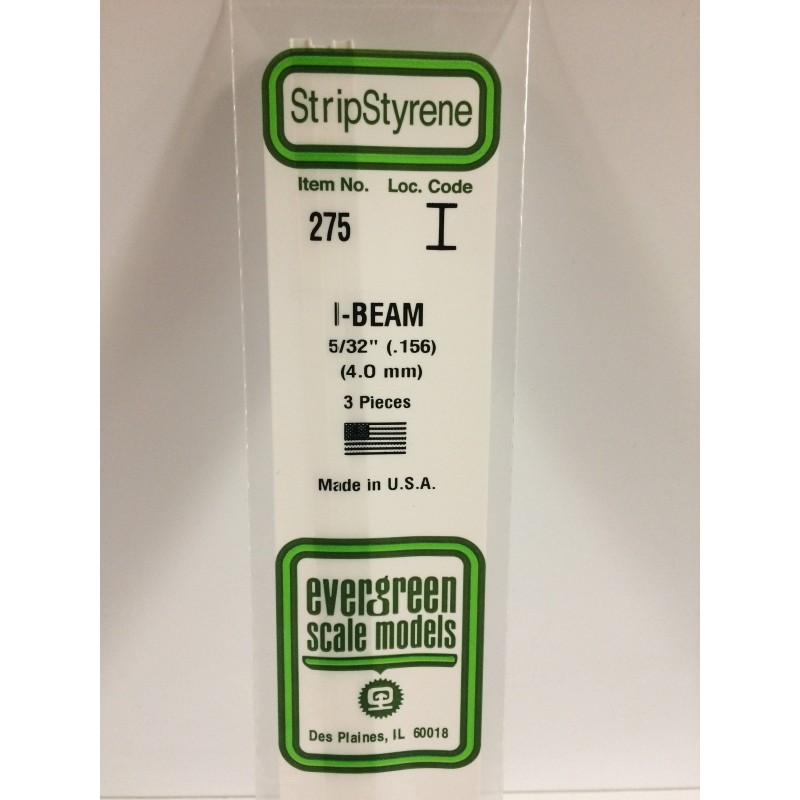 StripStyrene
Item No. Loc. Code
275 I
I-BEAM
5/32" (.156)
(4.0 mm)
3 Pieces
Made in U.S.A.
evergreen
scale models
Des Plaines, IL 60018